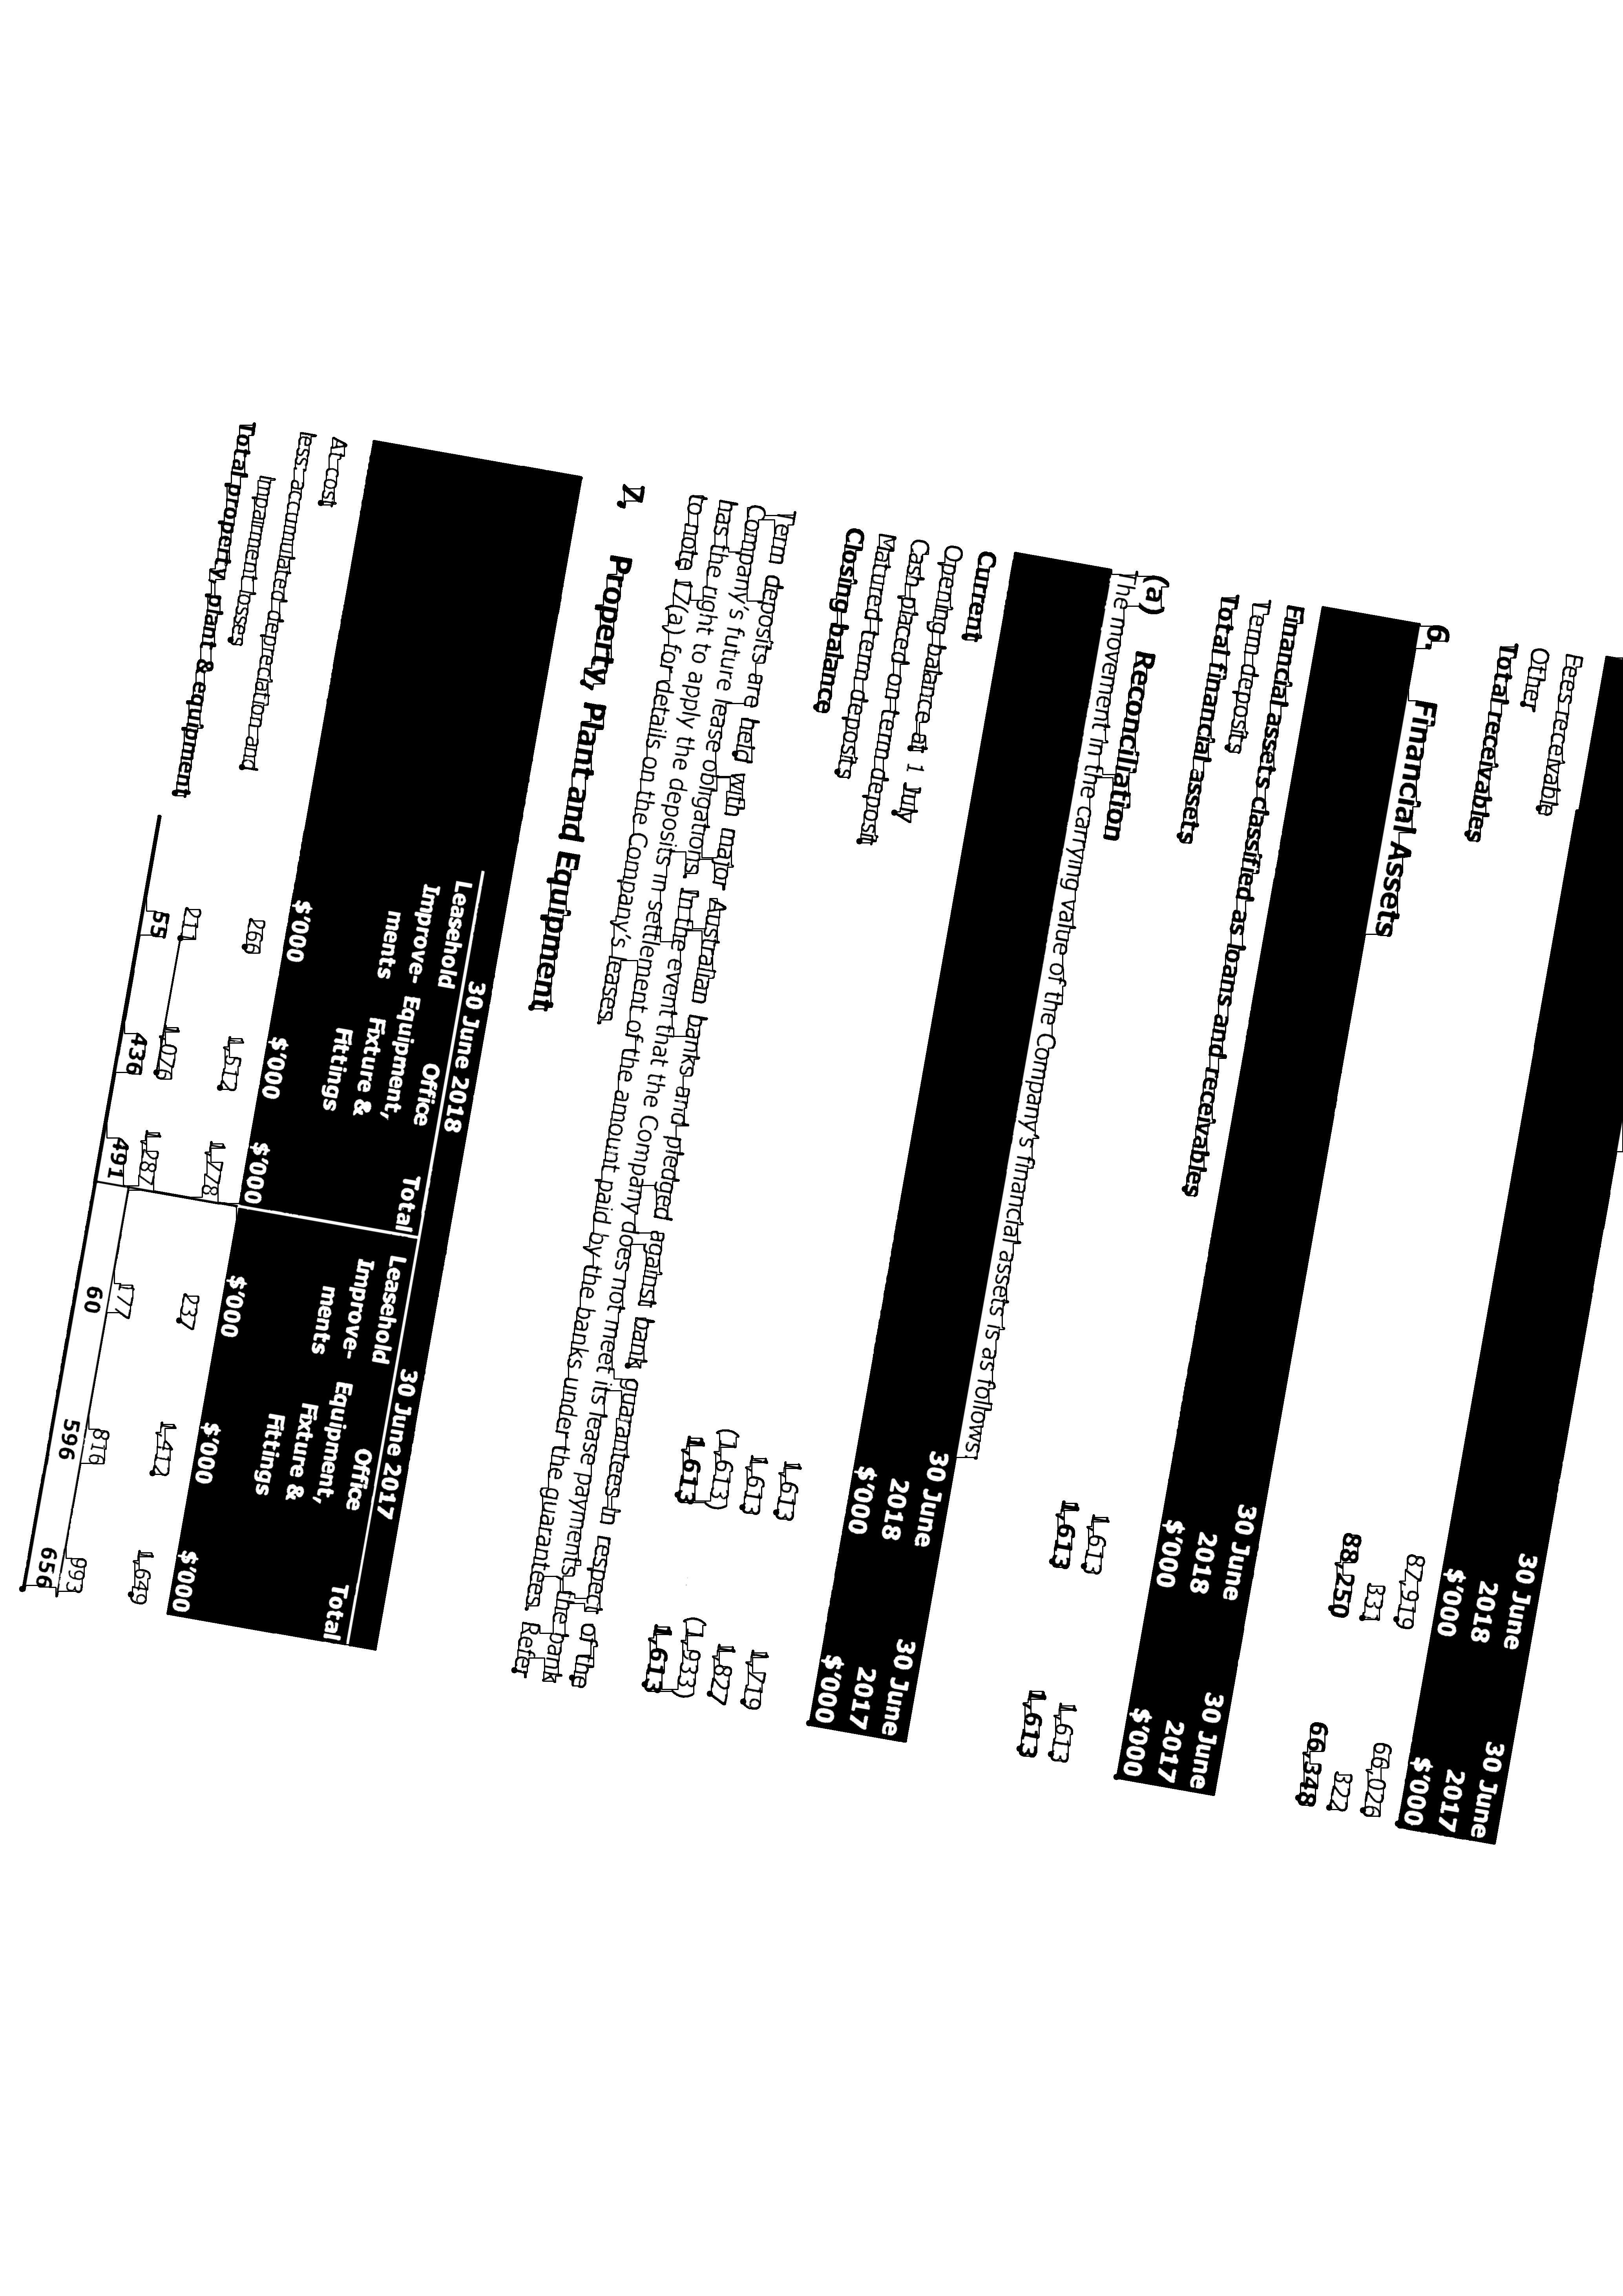 30 June 30 June
2018 2017
$'000 $'000
Fees receivable 87,919 66,026
Other 331 322
Total receivables 88,250 66,348
6. Financial Assets
30 June 30 June
2018 2017
$'000 $'000
Financial assets classified as loans and receivables
Term deposits 1,613 1,613
Total financial assets 1,613 1,613
(a) Reconciliation
The movement in the carrying value of the Company's financial assets is as follows:
30 June 30 June
2018 2017
$'000 $'000
Current
Opening balance at 1 July 1,613 1,719
Cash placed on term deposit 1,613 1,827
Matured term deposits (1,613) (1,933)
Closing balance 1,613 1,613
Term deposits are held with major Australian banks and pledged against bank guarantees in respect of the
Company's future lease obligations. In the event that the Company does not meet its lease payments, the bank
has the right to apply the deposits in settlement of the amount paid by the banks under the guarantees. Refer
to note 17(a) for details on the Company's leases.
7. Property, Plant and Equipment
30 June 2018 30 June 2017
Leasehold Office Total Leasehold Office Total
Improve- Equipment, Improve- Equipment,
ments Fixture & ments Fixture &
Fittings Fittings
$'000 $'000 $'000 $'000 $'000 $'000
At cost 266 1,512 1,778 237 1,412 1,649
less: accumulated depreciation and
impairment losses 211 1,076 1,287 177 816 993
Total property, plant & equipment 55 436 491 60 596 656